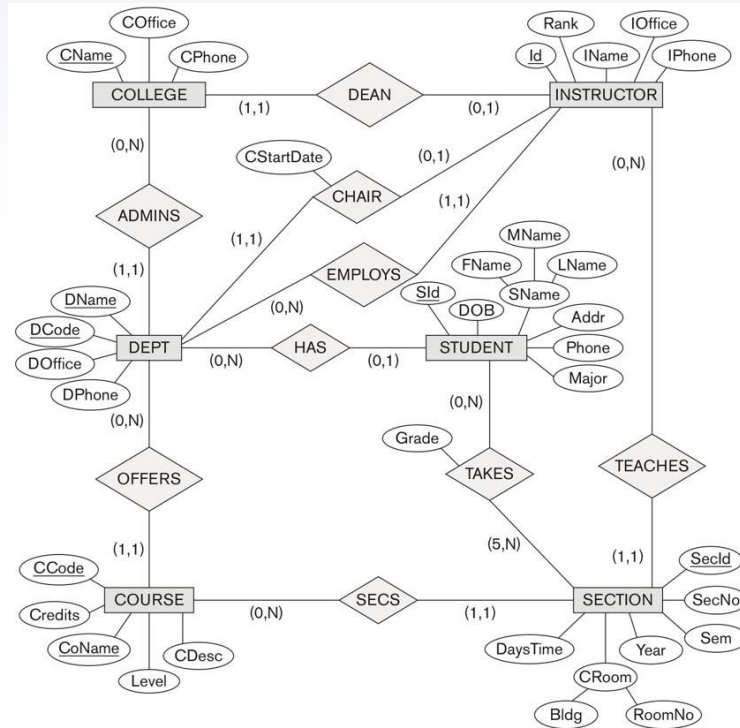 COffice
Rank
IOffice
CName
CPhone
Id
IName
IPhone
COLLEGE
DEAN
INSTRUCTOR
(1,1)
(0,1)
(0,N)
CStartDate
(0,1)
(0,N)
CHAIR
ADMINS
(1,1)
(1,1)
MName
(1,1)
EMPLOYS
FName
LName
DName
(0,N)
SId
SName
DCode
DOB
Addr
DEPT
HAS
STUDENT
Phone
DOffice
(0,N)
(0,1)
Major
DPhone
(0,N)
(0,N)
Grade
OFFERS
TAKES
TEACHES
(5,N)
(1,1)
(1,1)
CCode
SecId
COURSE
SECS
SECTION
SecNo
Credits
(0,N)
(1,1)
CoName
CDesc
DaysTime
Year
Sem
Level
CRoom
Bldg
RoomNo